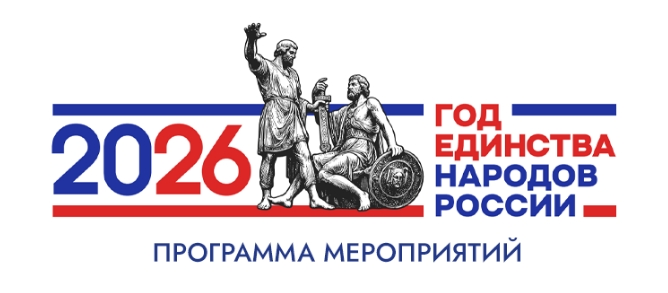 2026
ГОД
ЕДИНСТВА
НАРОДОВ
РОССИИ
ПРОГРАММА МЕРОПРИЯТИЙ